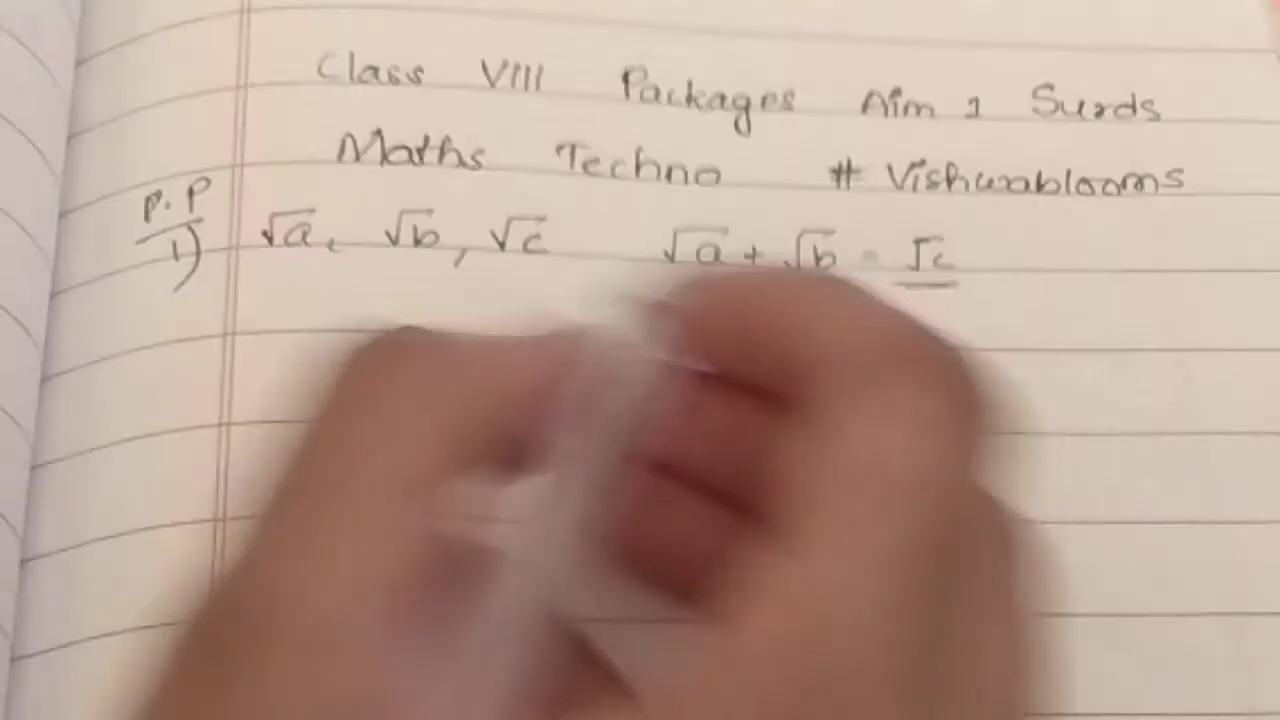 Class VIII Packages Aim 1 Surds
Maths Techno # Vishwablooms
P.P
1) √a, √b, √c √a + √b = √c